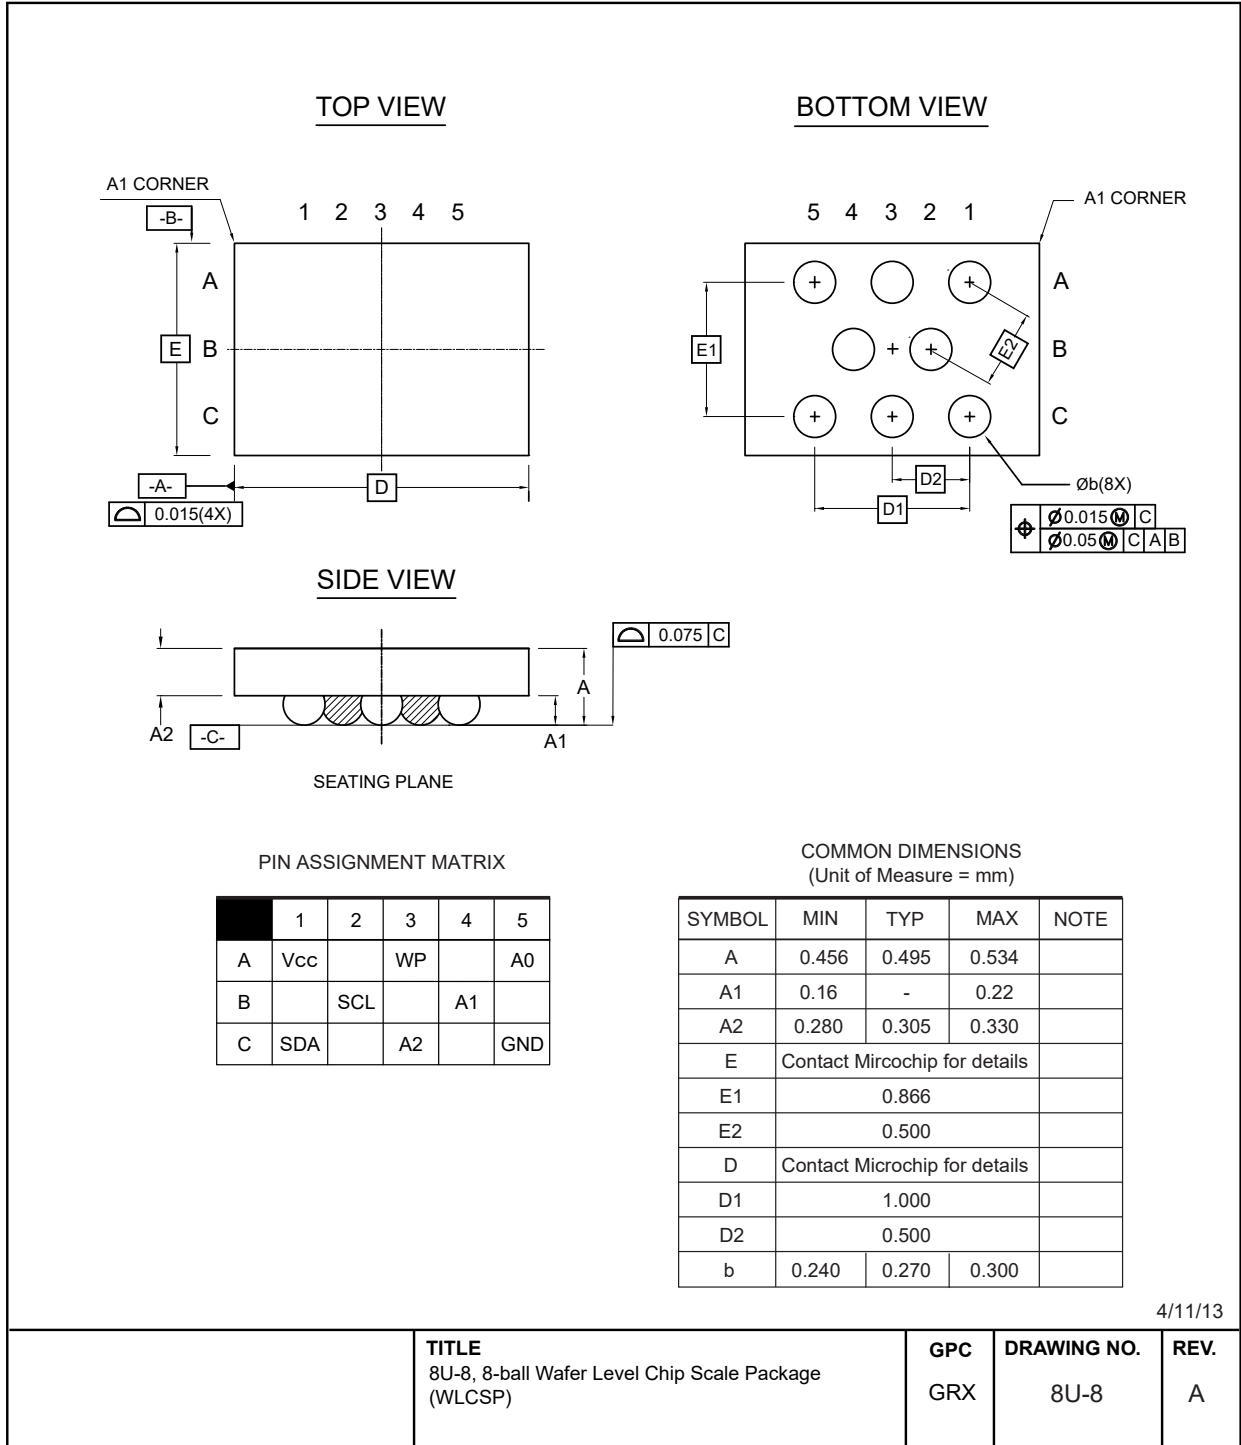 TOP VIEW
BOTTOM VIEW
A1 CORNER
-B-
1 2 3 4 5
A
B
C
E
-A-
0.015(4X)
D
5 4 3 2 1
A1 CORNER
A
B
C
E1
E2
D2
D1
Øb(8X)
Ø0.015 Ⓜ C
Ø0.05 Ⓜ C A B
SIDE VIEW
0.075 C
A
A2
-C-
A1
SEATING PLANE
PIN ASSIGNMENT MATRIX
1 2 3 4 5
A Vcc WP A0
B SCL A1
C SDA A2 GND
COMMON DIMENSIONS
(Unit of Measure = mm)
SYMBOL MIN TYP MAX NOTE
A 0.456 0.495 0.534
A1 0.16 - 0.22
A2 0.280 0.305 0.330
E Contact Mircochip for details
E1 0.866
E2 0.500
D Contact Microchip for details
D1 1.000
D2 0.500
b 0.240 0.270 0.300
4/11/13
TITLE
8U-8, 8-ball Wafer Level Chip Scale Package
(WLCSP)
GPC
GRX
DRAWING NO.
8U-8
REV.
A